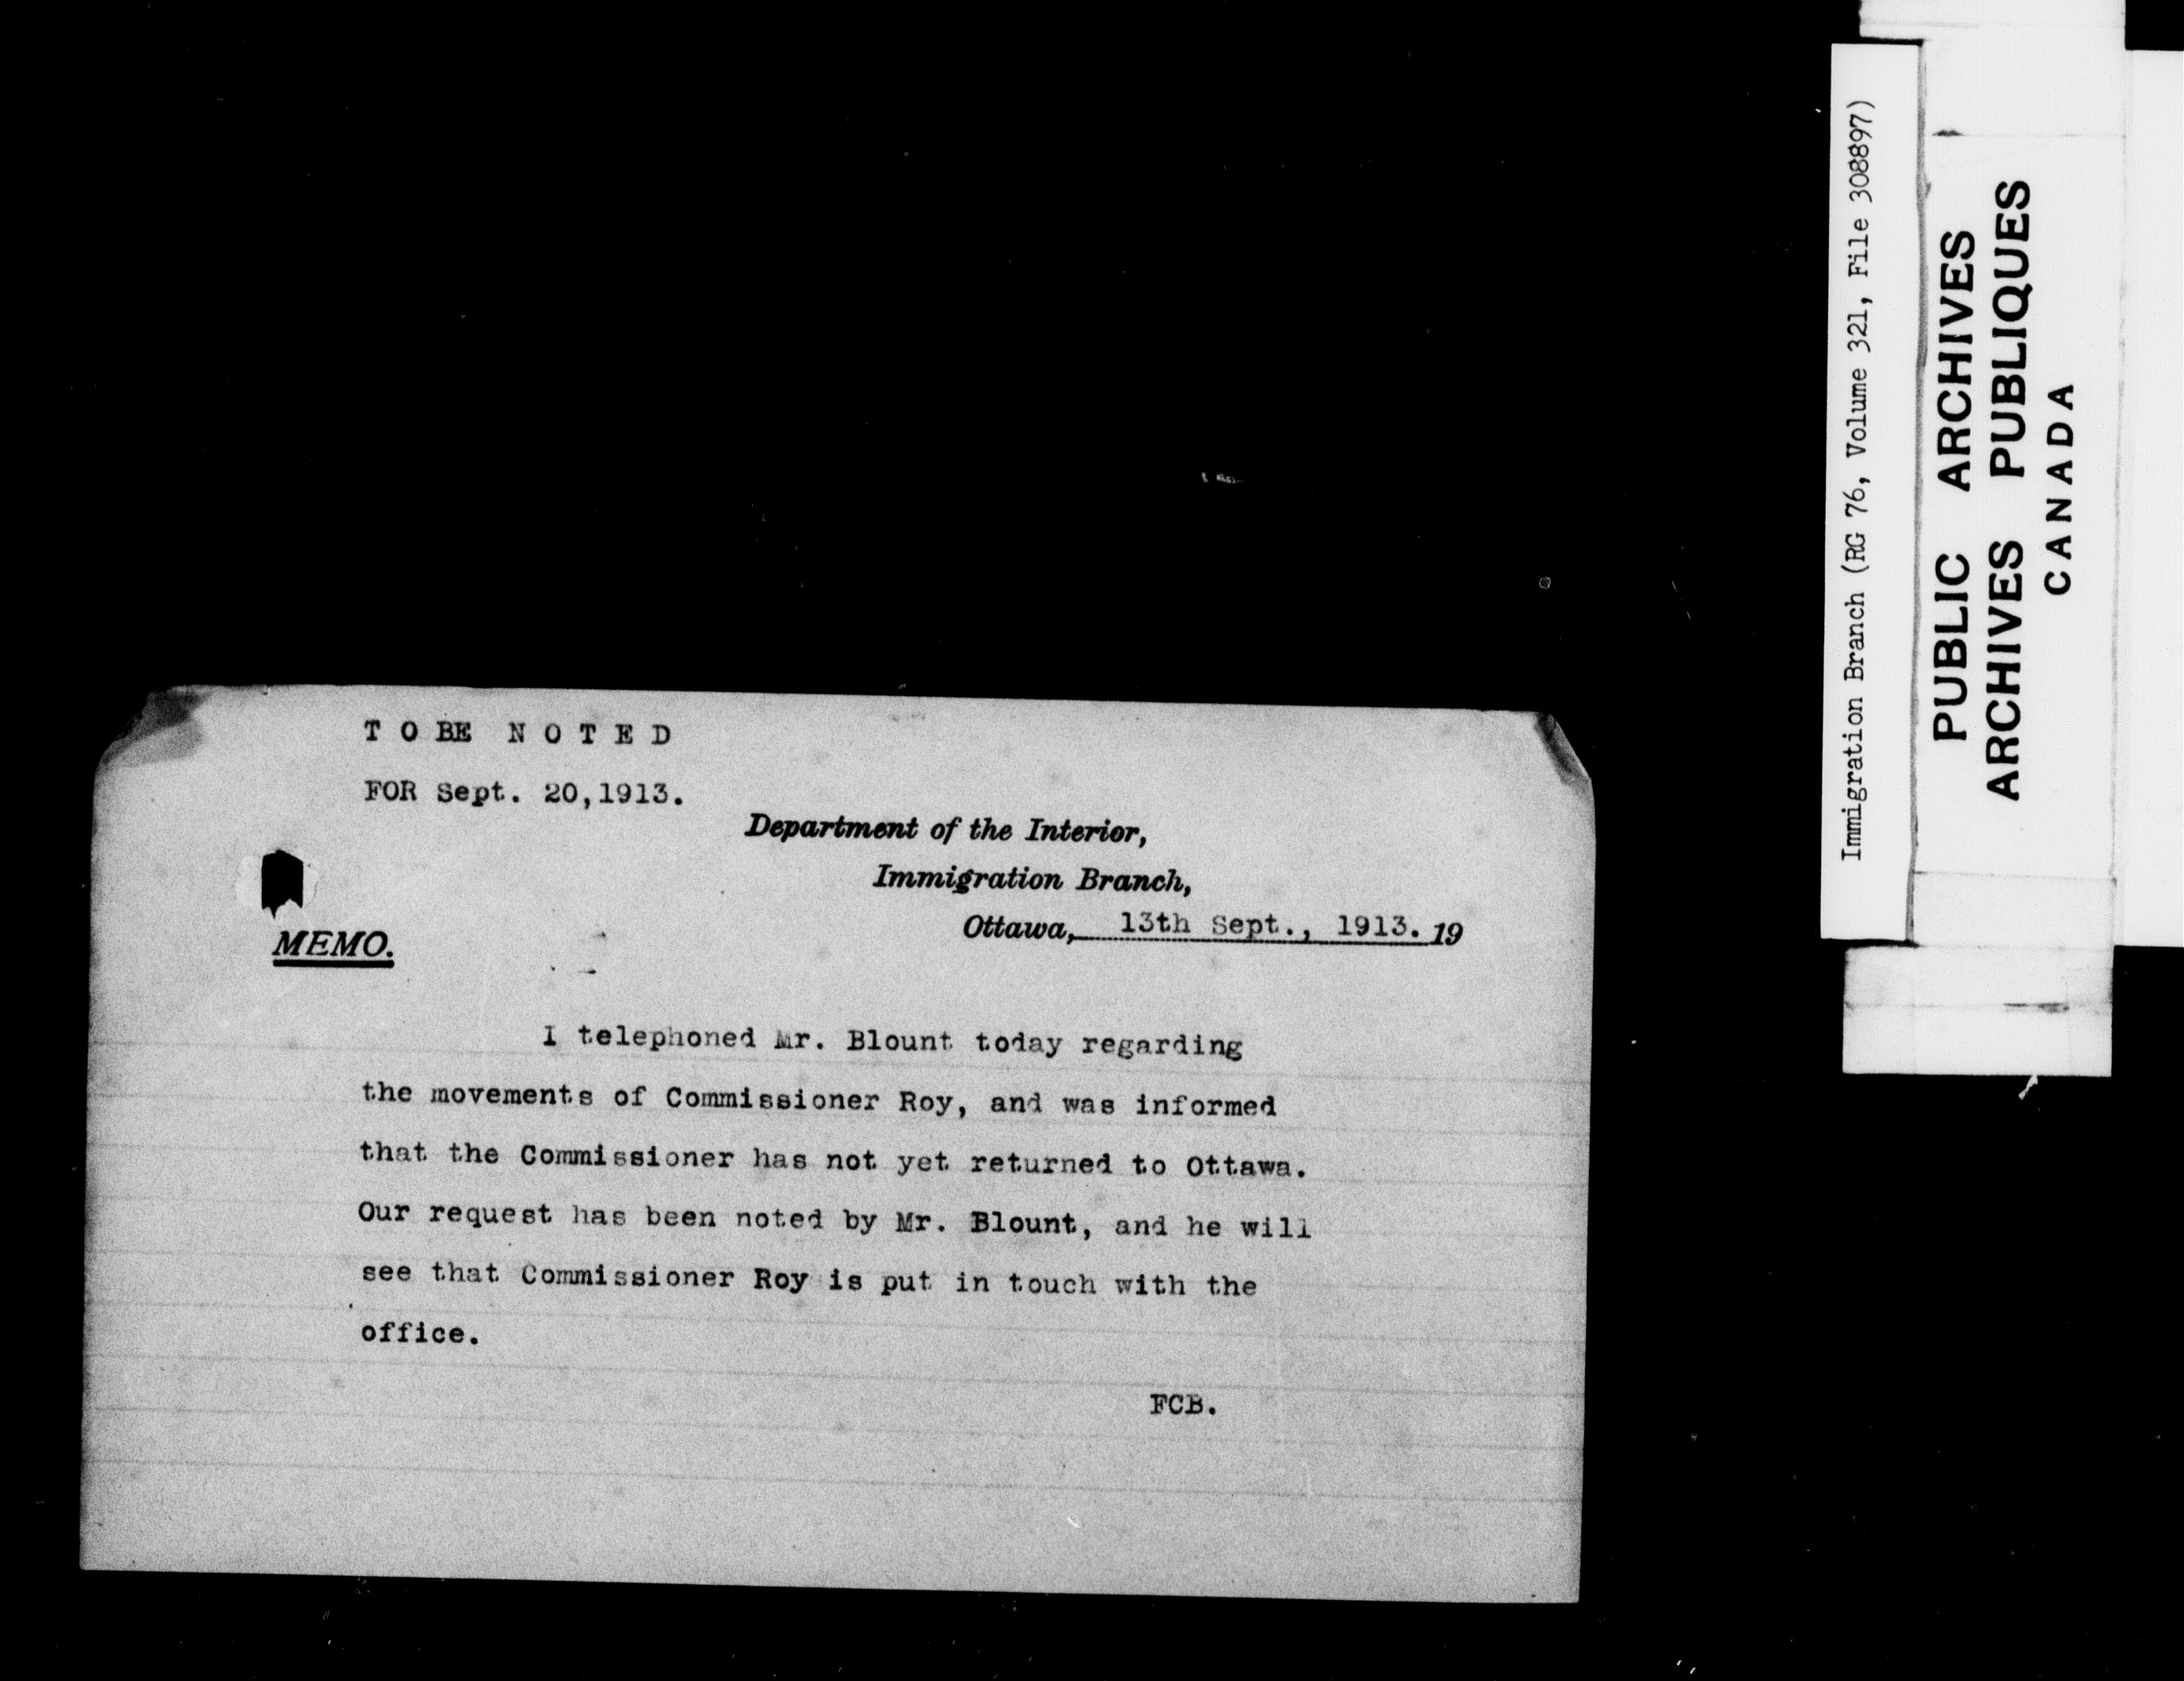 T O BE N O T E D
FOR Sept. 20,1913.
Department of the Interior,
Immigration Branch,
Ottawa, 13th Sept., 1913. 19
MEMO.
I telephoned Mr. Blount today regarding
the movements of Commissioner Roy, and was informed
that the Commissioner has not yet returned to Ottawa.
Our request has been noted by Mr. Blount, and he will
see that Commissioner Roy is put in touch with the
office.
FCB.
Immigration Branch (RG 76, Volume 321, File 308897)
PUBLIC ARCHIVES
ARCHIVES PUBLIQUES
CANADA